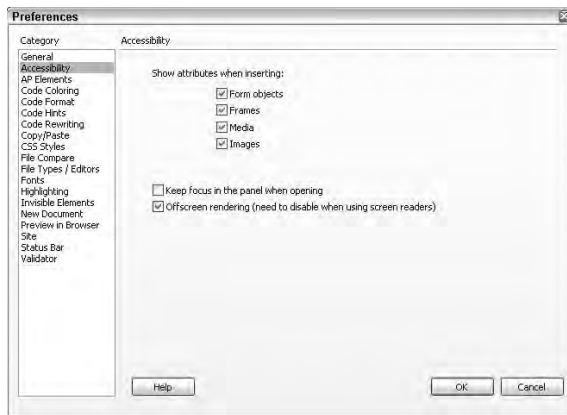 Preferences
Category
General
Accessibility
AP Elements
Code Coloring
Code Format
Code Hints
Code Rewriting
Copy/Paste
CSS Styles
File Compare
File Types / Editors
Fonts
Highlighting
Invisible Elements
New Document
Preview in Browser
Site
Status Bar
Validator
Accessibility
Show attributes when inserting:
Form objects
Frames
Media
Images
Keep focus in the panel when opening
Offscreen rendering (need to disable when using screen readers)
Help
OK
Cancel